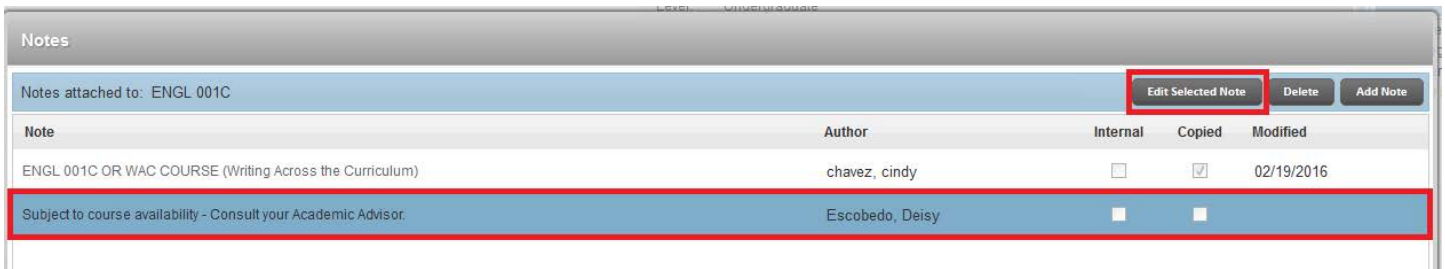 Level: Undergraduate
Notes
Notes attached to: ENGL 001C
Edit Selected Note Delete Add Note
Note Author Internal Copied Modified
ENGL 001C OR WAC COURSE (Writing Across the Curriculum) chavez, cindy 02/19/2016
Subject to course availability - Consult your Academic Advisor. Escobedo, Deisy